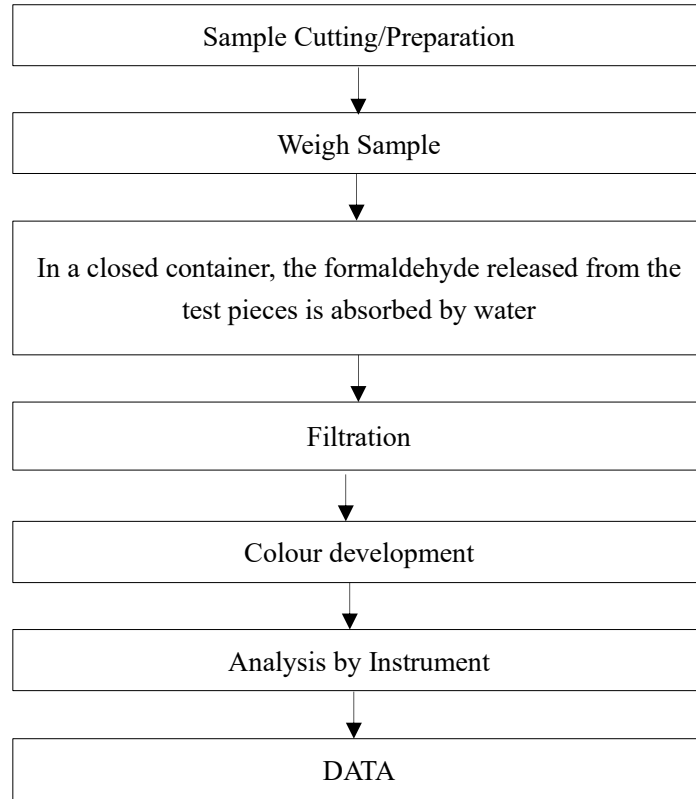 Sample Cutting/Preparation
Weigh Sample
In a closed container, the formaldehyde released from the
test pieces is absorbed by water
Filtration
Colour development
Analysis by Instrument
DATA